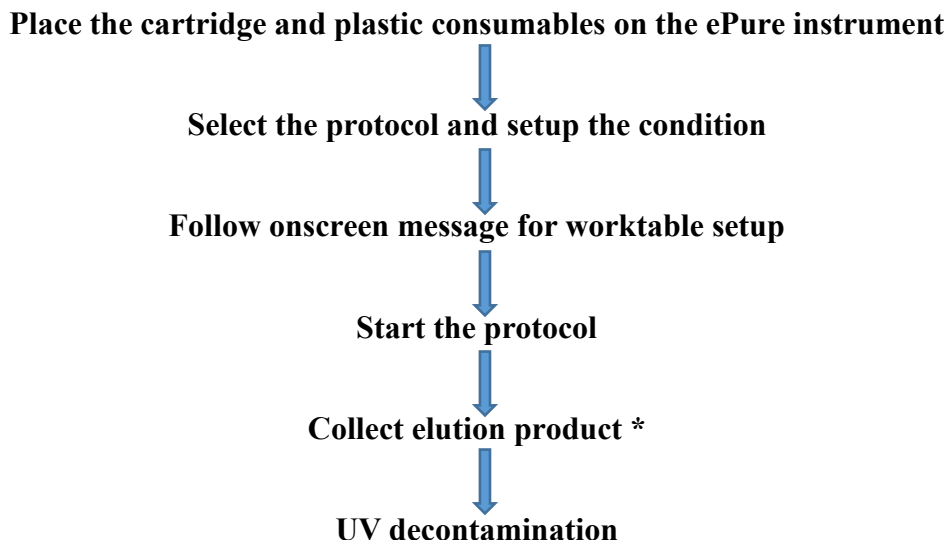 Place the cartridge and plastic consumables on the ePure instrument
Select the protocol and setup the condition
Follow onscreen message for worktable setup
Start the protocol
Collect elution product *
UV decontamination